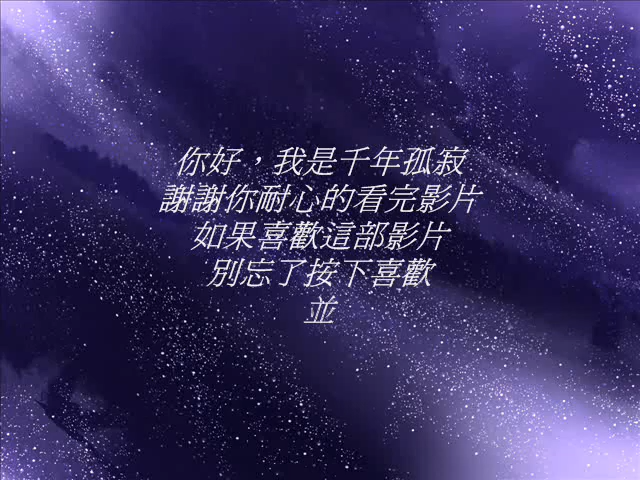 你好，我是千年孤寂
謝謝你耐心的看完影片
如果喜歡這部影片
別忘了按下喜歡
並